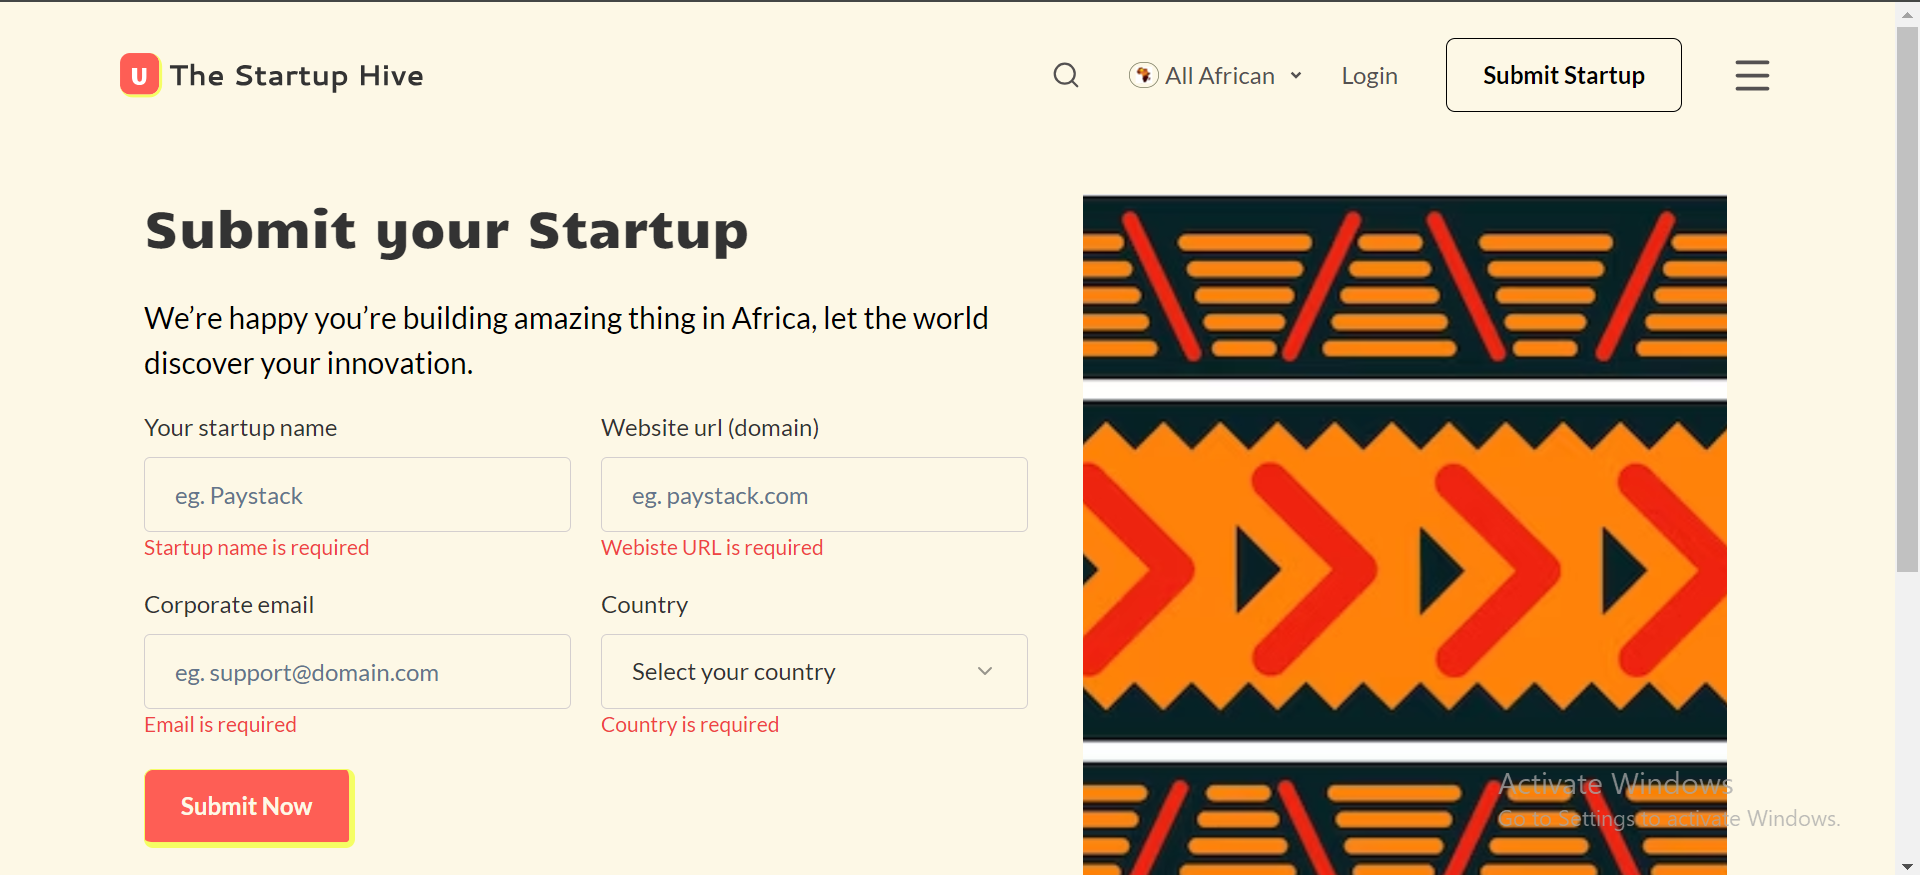 U The Startup Hive
All African
Login
Submit Startup
Submit your Startup
We’re happy you’re building amazing thing in Africa, let the world
discover your innovation.
Your startup name
Website url (domain)
eg. Paystack
eg. paystack.com
Startup name is required
Webiste URL is required
Corporate email
Country
eg. support@domain.com
Select your country
Email is required
Country is required
Submit Now
Activate Windows
Go to Settings to activate Windows.